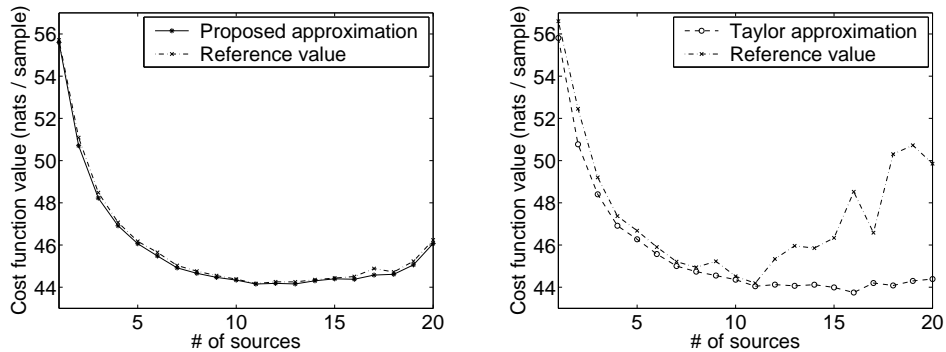 Proposed approximation
Reference value
Cost function value (nats / sample)
56
54
52
50
48
46
44
5
10
15
20
# of sources
Taylor approximation
Reference value
Cost function value (nats / sample)
56
54
52
50
48
46
44
5
10
15
20
# of sources